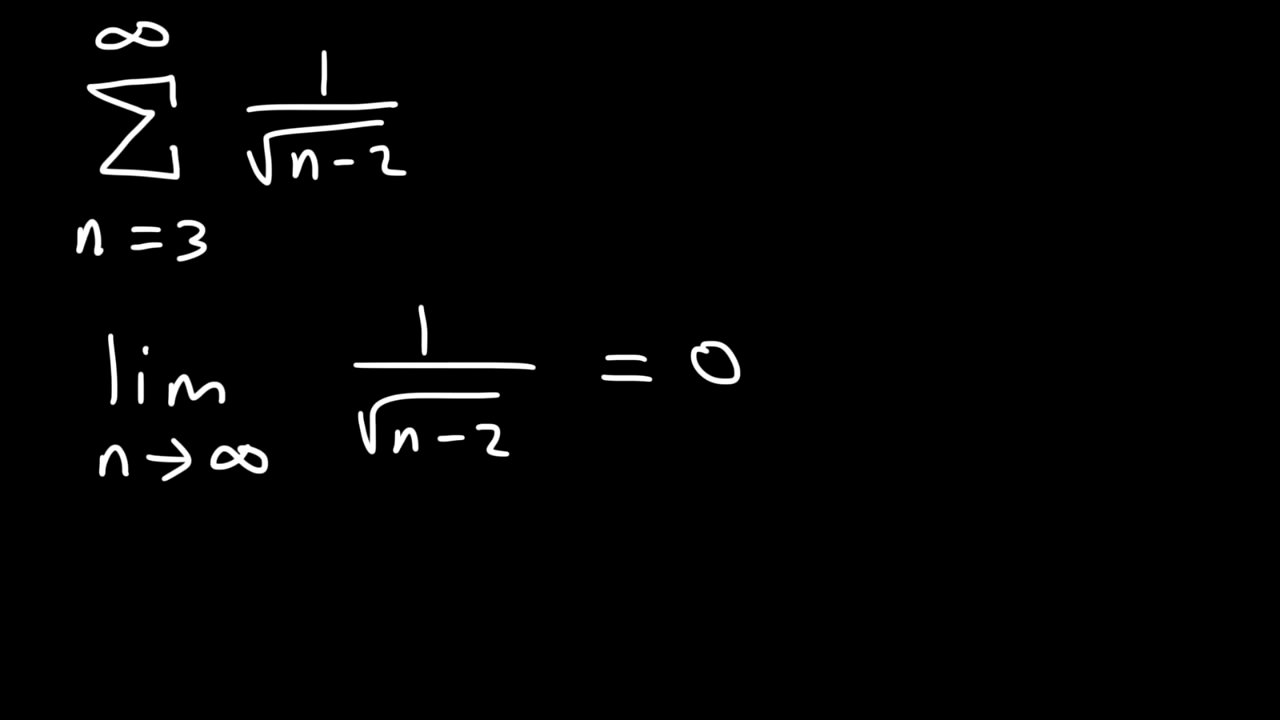 ∞
∑ 1/√n-2
n = 3
lim 1/√n-2 = 0
n → ∞